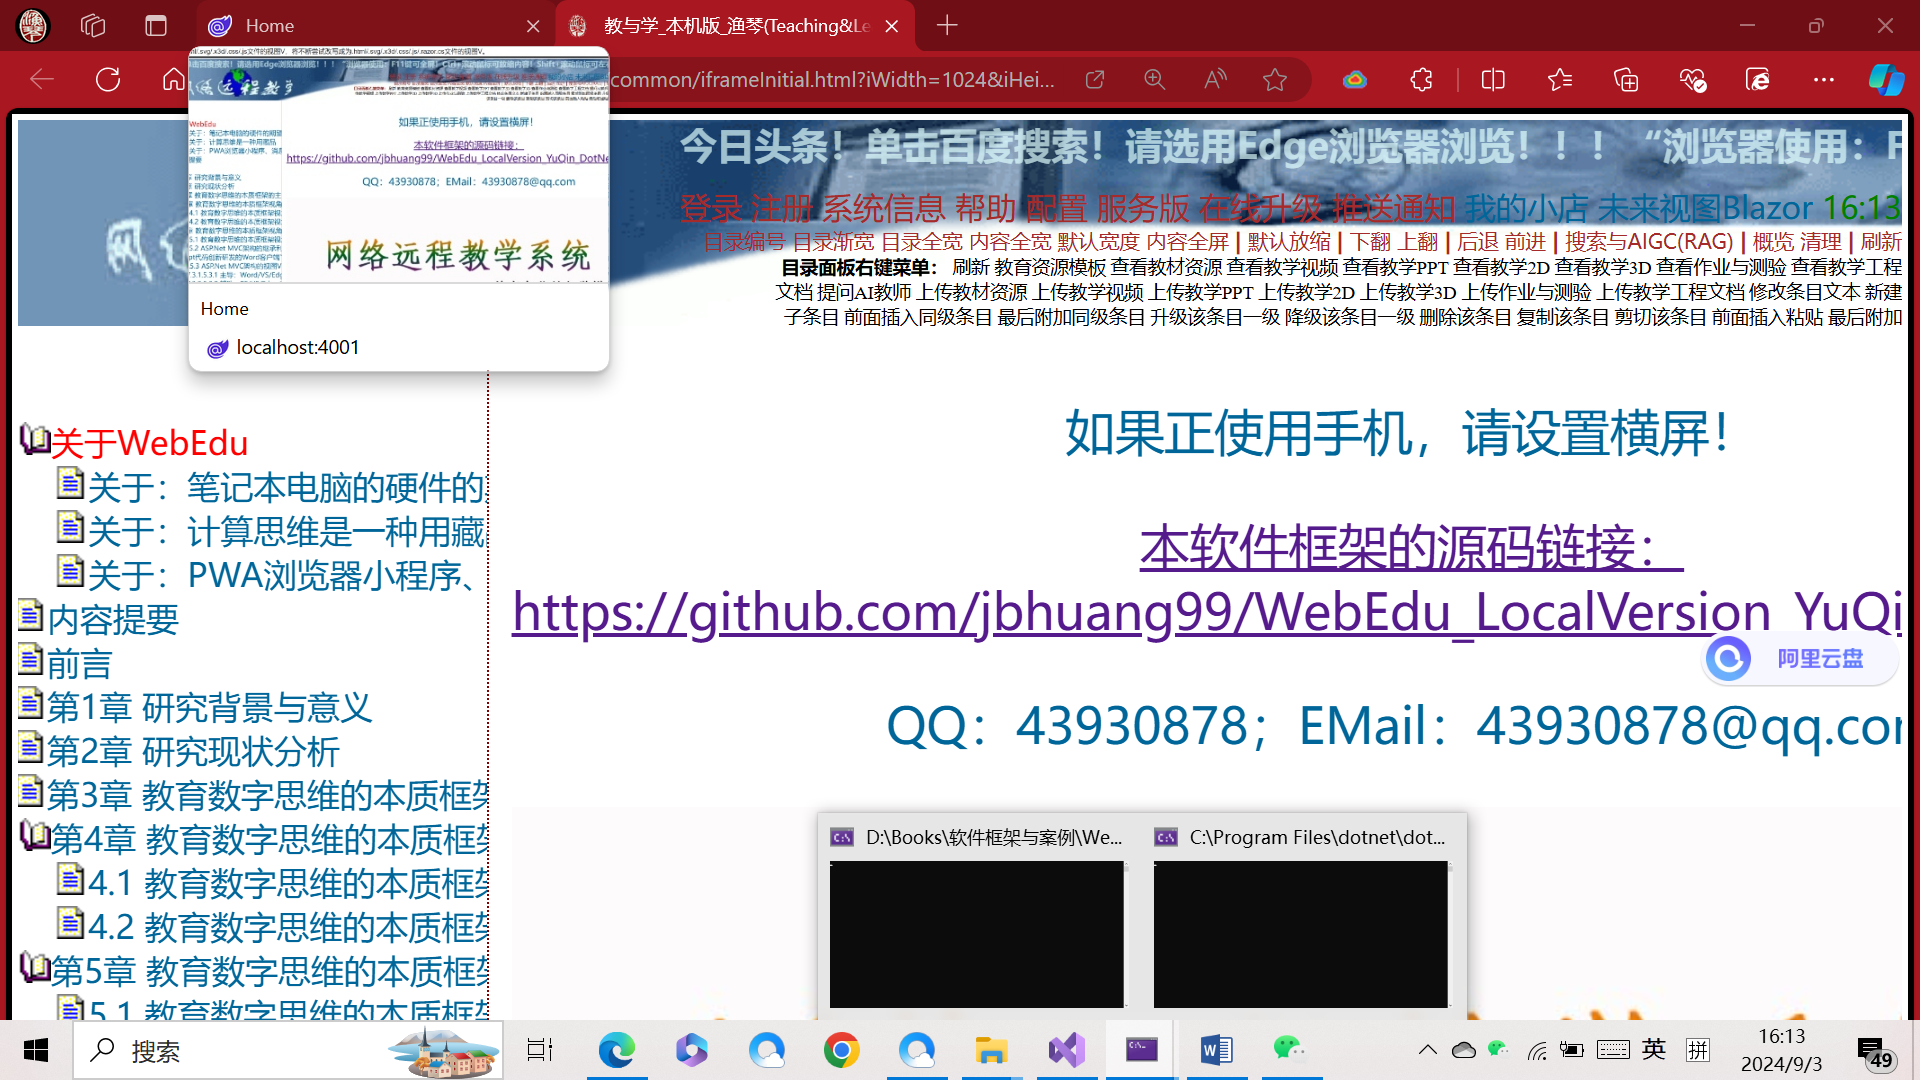 Home
教与学_本机版_渔琴(Teaching&Le
common/iframeInitial.html?iWidth=1024&iHei...
如果正使用手机，请设置横屏！
本软件框架的源码链接：
https://github.com/jbhuang99/WebEdu_LocalVersion_YuQin_DotNe
QQ：43930878；EMail：43930878@qq.com
网络远程教学系统
Home
localhost:4001
今日头条！单击百度搜索！请选用Edge浏览器浏览！！！“浏览器使用：F
登录 注册 系统信息 帮助 配置 服务版 在线升级 推送通知 我的小店 未来视图Blazor 16:13
目录编号 目录渐宽 目录全宽 内容全宽 默认宽度 内容全屏 | 默认放缩 | 下翻 上翻 | 后退 前进 | 搜索与AIGC(RAG) | 概览 清理 | 刷新
目录面板右键菜单： 刷新 教育资源模板 查看教材资源 查看教学视频 查看教学PPT 查看教学2D 查看教学3D 查看作业与测验 查看教学工程
文档 提问AI教师 上传教材资源 上传教学视频 上传教学PPT 上传教学2D 上传教学3D 上传作业与测验 上传教学工程文档 修改条目文本 新建
子条目 前面插入同级条目 最后附加同级条目 升级该条目一级 降级该条目一级 删除该条目 复制该条目 剪切该条目 前面插入粘贴 最后附加
关于WebEdu
关于：笔记本电脑的硬件的
关于：计算思维是一种用藏
关于：PWA浏览器小程序、
内容提要
前言
第1章 研究背景与意义
第2章 研究现状分析
第3章 教育数字思维的本质框架
第4章 教育数字思维的本质框架
4.1 教育数字思维的本质框架
4.2 教育数字思维的本质框架
第5章 教育数字思维的本质框架
5.1 教育数字思维的本质框架
如果正使用手机，请设置横屏！
本软件框架的源码链接：
https://github.com/jbhuang99/WebEdu_LocalVersion_YuQi
阿里云盘
QQ：43930878；EMail：43930878@qq.com
D:\Books\软件框架与案例\We...
C:\Program Files\dotnet\dot...
搜索
英
拼
16:13
2024/9/3
49